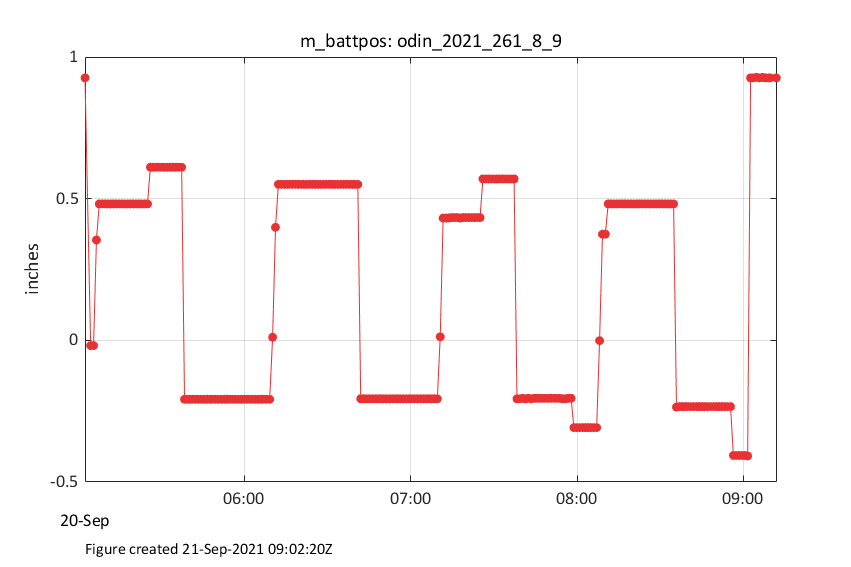 m_battpos: odin_2021_261_8_9
1
0.5
0
-0.5
inches
06:00 07:00 08:00 09:00
20-Sep
Figure created 21-Sep-2021 09:02:20Z